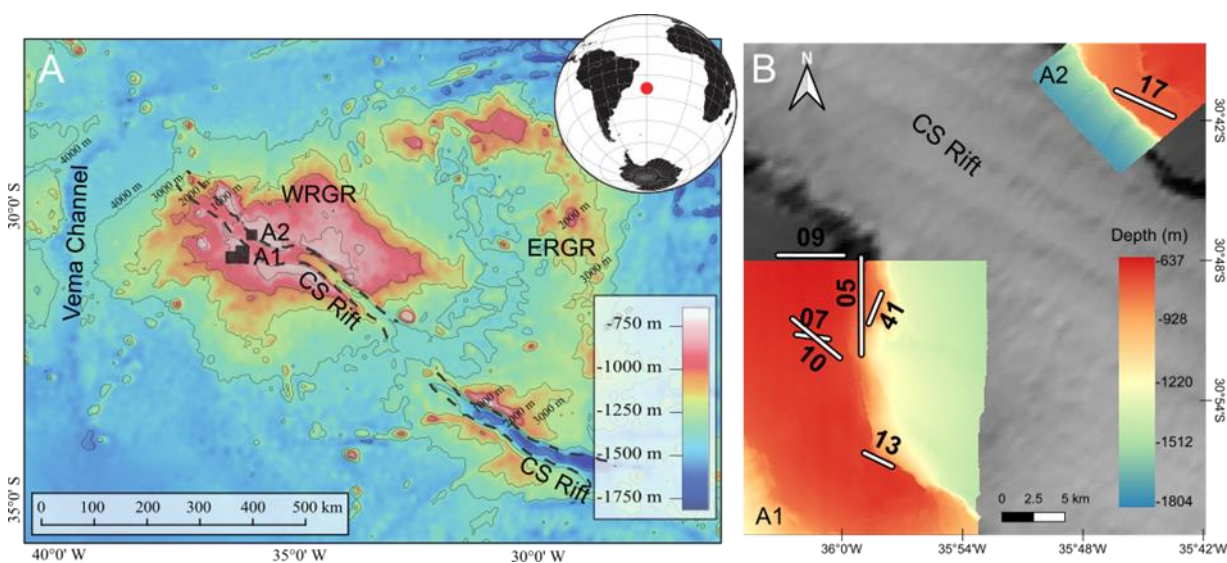 A
4000 m
3000 m
2000 m
1000 m
4000 m
WRGR
A2
A1
CS Rift
ERGR
2000 m
3000 m
Vema Channel
30°0 S
35°0 S
3000 m
CS Rift
-750 m
-1000 m
-1250 m
-1500 m
-1750 m
0 100 200 300 400 500 km
40°0' W
35°0 W
30°0 W
B
N
A2
17
CS Rift
09
05
41
07
10
13
A1
Depth (m)
-637
-928
-1220
-1512
-1804
0 2.5 5 km
30°42'S
30°48'S
30°54'S
36°0'W
35°54'W
35°48'W
35°42'W